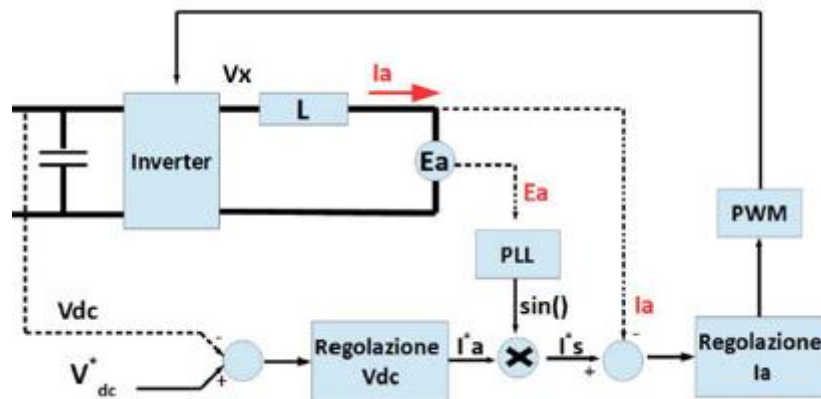 Vx
Ia
L
Inverter
Ea
Ea
PWM
PLL
Vdc
sin()
Ia
-
-
Regolazione
Vdc
I*a
I*s
Regolazione
Ia
+
+
V*dc